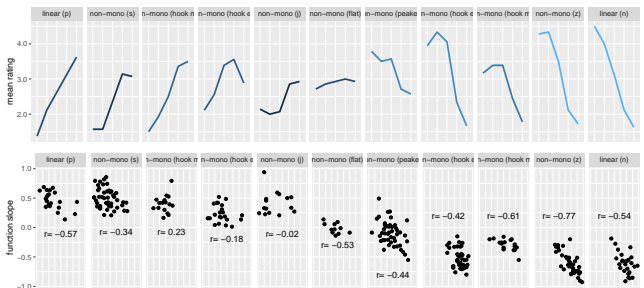 linear (p) non−mono (s) n−mono (hook m n−mono (hook e non−mono (j) non−mono (flat) on−mono (peake n−mono (hook e n−mono (hook m non−mono (z) linear (n)
mean rating
4.0
3.0
2.0
linear (p) non−mono (s) n−mono (hook m n−mono (hook e non−mono (j) non−mono (flat) on−mono (peake n−mono (hook e n−mono (hook m non−mono (z) linear (n)
function slope
1.0
0.5
0.0
−0.5
−1.0
r= −0.57
r= −0.34
r= 0.23
r= −0.18
r= −0.02
r= −0.53
r= −0.44
r= −0.42
r= −0.61
r= −0.77
r= −0.54